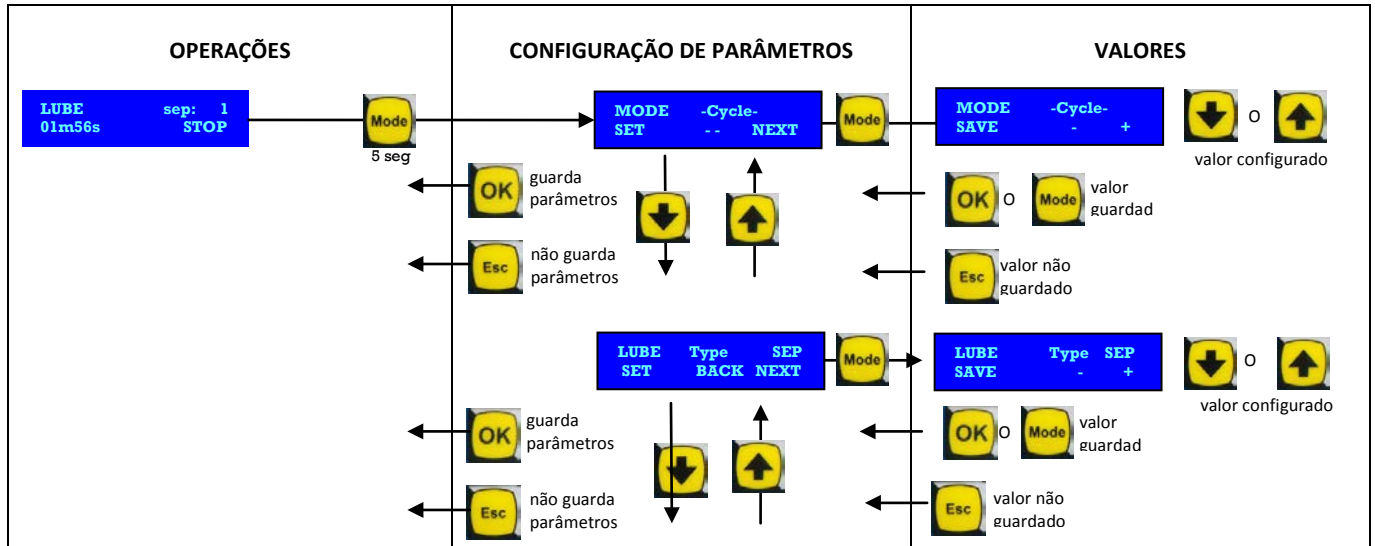 OPERAÇÕES
CONFIGURAÇÃO DE PARÂMETROS
VALORES
LUBE sep: 1
01m56s STOP
Mode
5 seg
MODE -Cycle-
SET - - NEXT
Mode
MODE -Cycle-
SAVE - +
O
valor configurado
OK
guarda
parâmetros
OK O Mode
valor
guardad
Esc
não guarda
parâmetros
Esc
valor não
guardado
LUBE Type SEP
SET BACK NEXT
Mode
LUBE Type SEP
SAVE - +
O
valor configurado
OK
guarda
parâmetros
OK O Mode
valor
guardad
Esc
não guarda
parâmetros
Esc
valor não
guardado